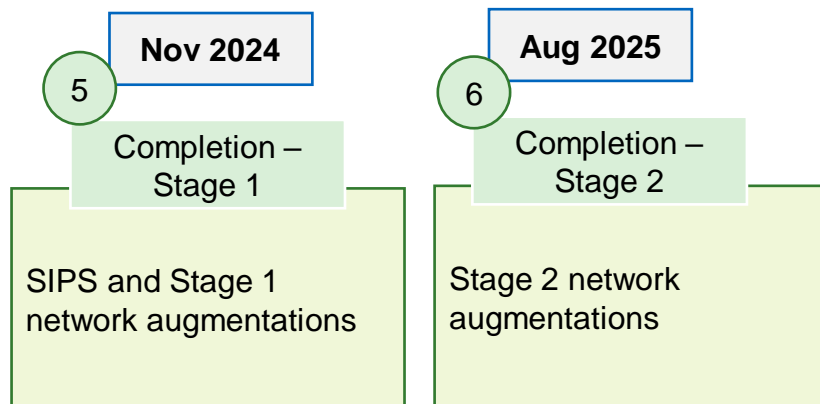 Nov 2024
5
Completion –
Stage 1
SIPS and Stage 1
network augmentations
Aug 2025
6
Completion –
Stage 2
Stage 2 network
augmentations